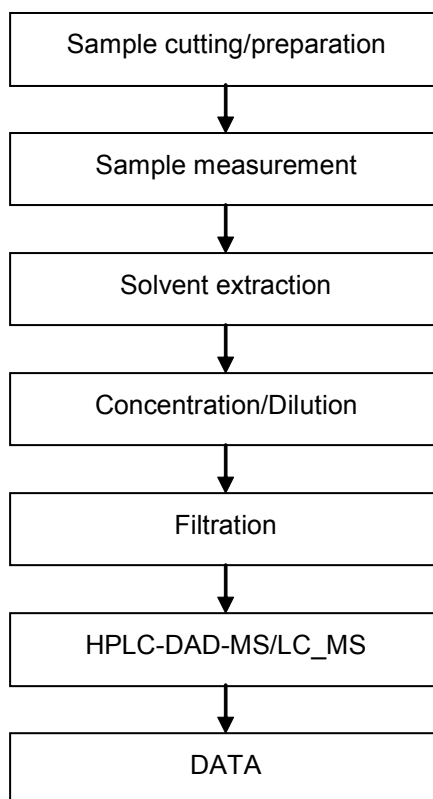 Sample cutting/preparation
Sample measurement
Solvent extraction
Concentration/Dilution
Filtration
HPLC-DAD-MS/LC_MS
DATA